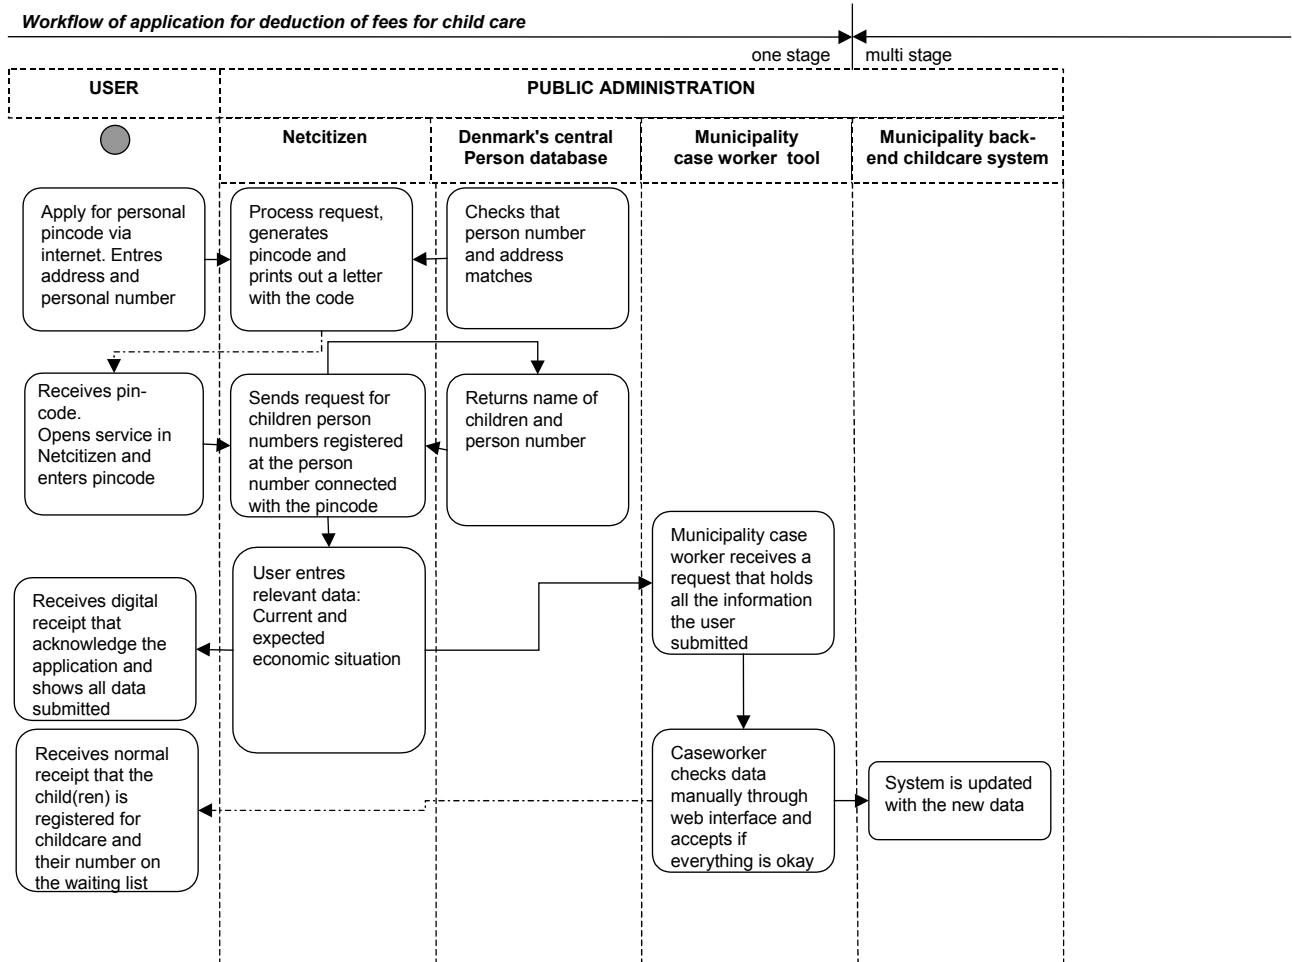 Workflow of application for deduction of fees for child care
one stage
multi stage
USER
PUBLIC ADMINISTRATION
Netcitizen
Denmark's central
Person database
Municipality
case worker tool
Municipality back-
end childcare system
Apply for personal
pincode via
internet. Entres
address and
personal number
Process request,
generates
pincode and
prints out a letter
with the code
Checks that
person number
and address
matches
Receives pin-
code.
Opens service in
Netcitizen and
enters pincode
Sends request for
children person
numbers registered
at the person
number connected
with the pincode
Returns name of
children and
person number
Municipality case
worker receives a
request that holds
all the information
the user
submitted
User entres
relevant data:
Current and
expected
economic situation
Receives digital
receipt that
acknowledge the
application and
shows all data
submitted
Receives normal
receipt that the
child(ren) is
registered for
childcare and
their number on
the waiting list
Caseworker
checks data
manually through
web interface and
accepts if
everything is okay
System is updated
with the new data